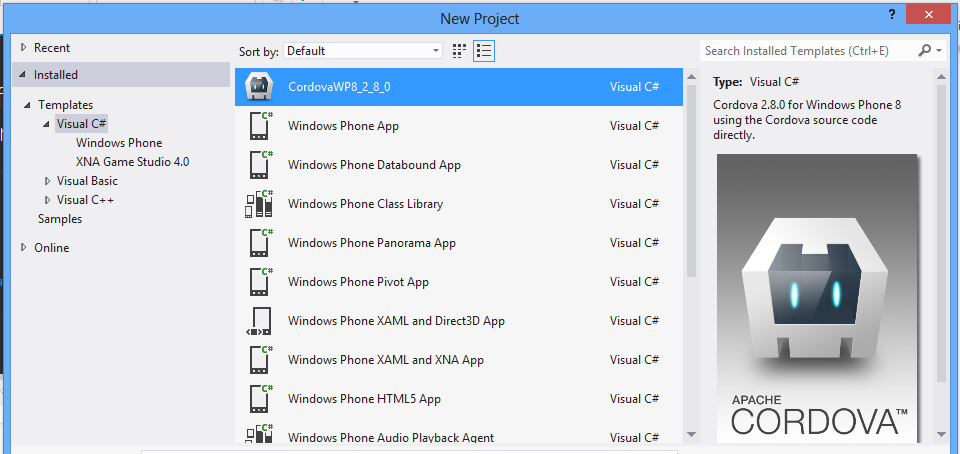 New Project
?
Recent
Installed
Templates
Visual C#
Windows Phone
XNA Game Studio 4.0
Visual Basic
Visual C++
Samples
Online
Sort by: Default
Search Installed Templates (Ctrl+E)
CordovaWP8_2_8_0 Visual C#
C# Windows Phone App Visual C#
C# Windows Phone Databound App Visual C#
C# Windows Phone Class Library Visual C#
C# Windows Phone Panorama App Visual C#
C# Windows Phone Pivot App Visual C#
Windows Phone XAML and Direct3D App Visual C#
C# Windows Phone XAML and XNA App Visual C#
C# Windows Phone HTML5 App Visual C#
C# Windows Phone Audio Playback Agent Visual C#
Type: Visual C#
Cordova 2.8.0 for Windows Phone 8
using the Cordova source code
directly.
APACHE
CORDOVA™